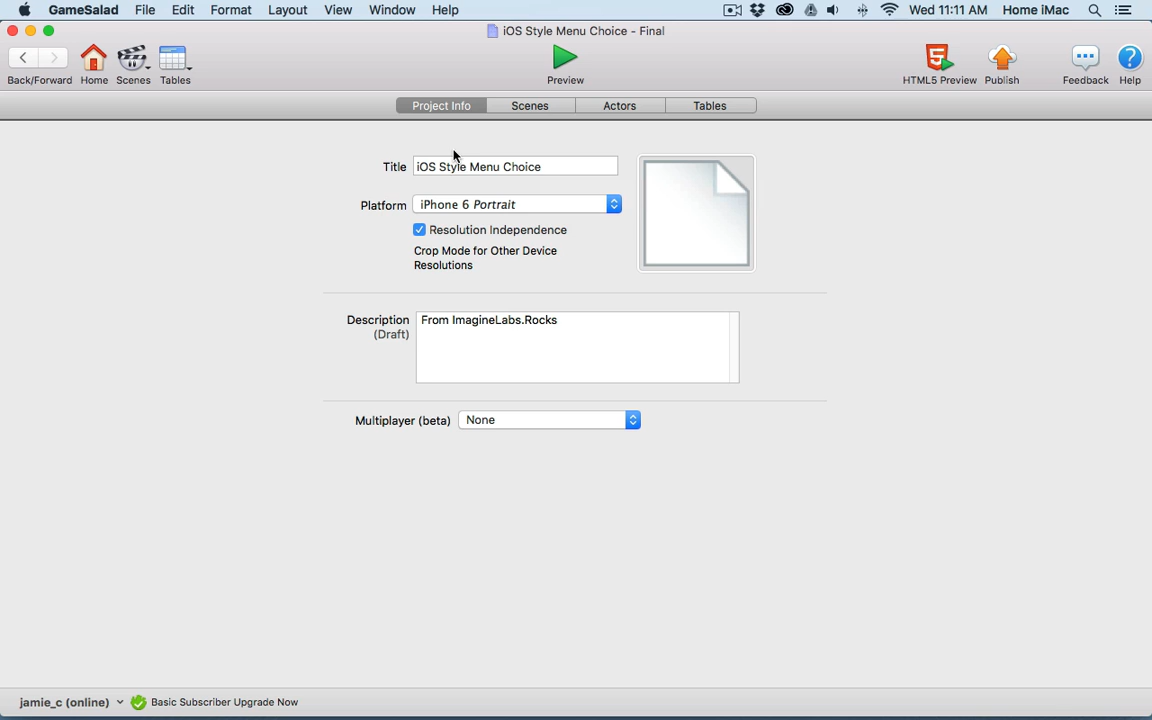 GameSalad File Edit Format Layout View Window Help Wed 11:11 AM Home iMac
iOS Style Menu Choice - Final
Back/Forward Home Scenes Tables Preview HTML5 Preview Publish Feedback Help
Project Info Scenes Actors Tables
Title iOS Style Menu Choice
Platform iPhone 6 Portrait
Resolution Independence
Crop Mode for Other Device
Resolutions
Description From ImagineLabs.Rocks
(Draft)
Multiplayer (beta) None
jamie_c (online) Basic Subscriber Upgrade Now